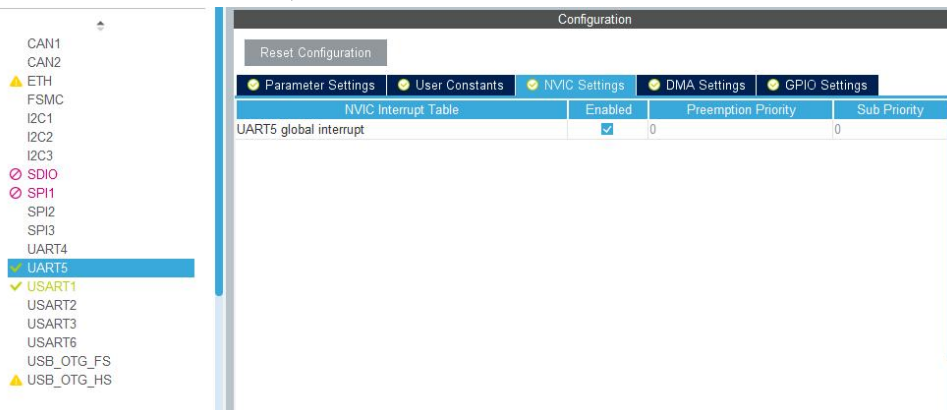 Configuration
Reset Configuration
Parameter Settings User Constants NVIC Settings DMA Settings GPIO Settings
NVIC Interrupt Table Enabled Preemption Priority Sub Priority
UART5 global interrupt 0 0
CAN1
CAN2
ETH
FSMC
I2C1
I2C2
I2C3
SDIO
SPI1
SPI2
SPI3
UART4
UART5
USART1
USART2
USART3
USART6
USB_OTG_FS
USB_OTG_HS